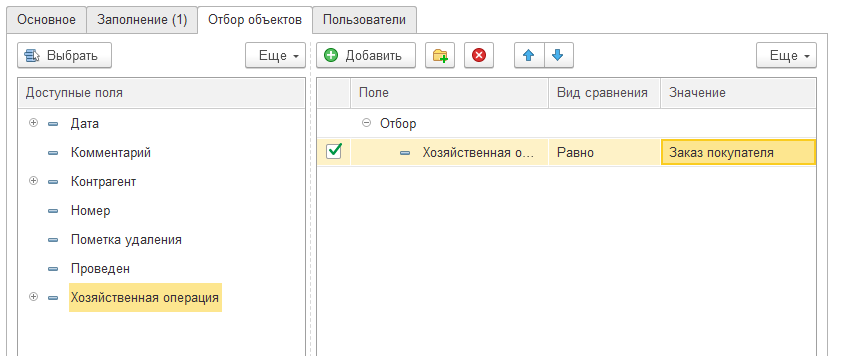 Основное Заполнение (1) Отбор объектов Пользователи
Выбрать Еще Добавить Еще
Доступные поля
Дата
Комментарий
Контрагент
Номер
Пометка удаления
Проведен
Хозяйственная операция
Поле Вид сравнения Значение
Отбор
Хозяйственная о... Равно Заказ покупателя